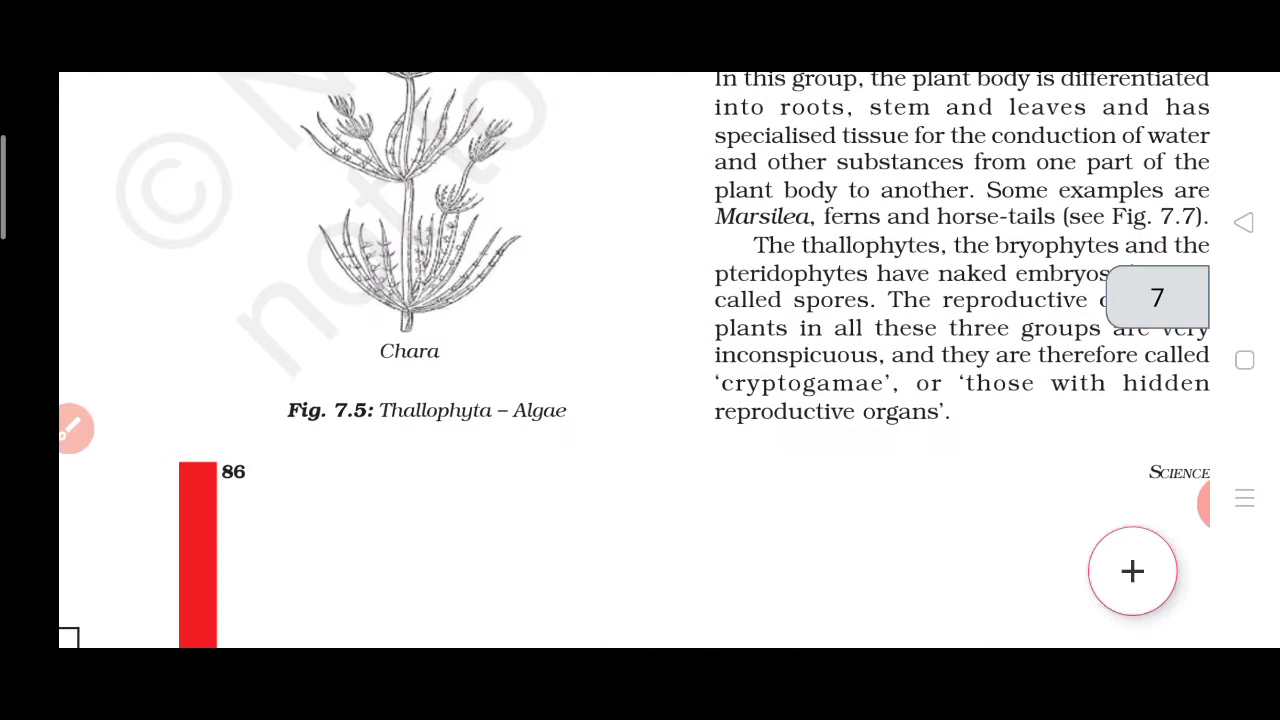 In this group, the plant body is differentiated
into roots, stem and leaves and has
specialised tissue for the conduction of water
and other substances from one part of the
plant body to another. Some examples are
Marsilea, ferns and horse-tails (see Fig. 7.7).
The thallophytes, the bryophytes and the
pteridophytes have naked embryos
called spores. The reproductive
plants in all these three groups are very
inconspicuous, and they are therefore called
‘cryptogamae’, or ‘those with hidden
reproductive organs’.
7
Chara
Fig. 7.5: Thallophyta – Algae
86
SCIENCE
+
© N
not to